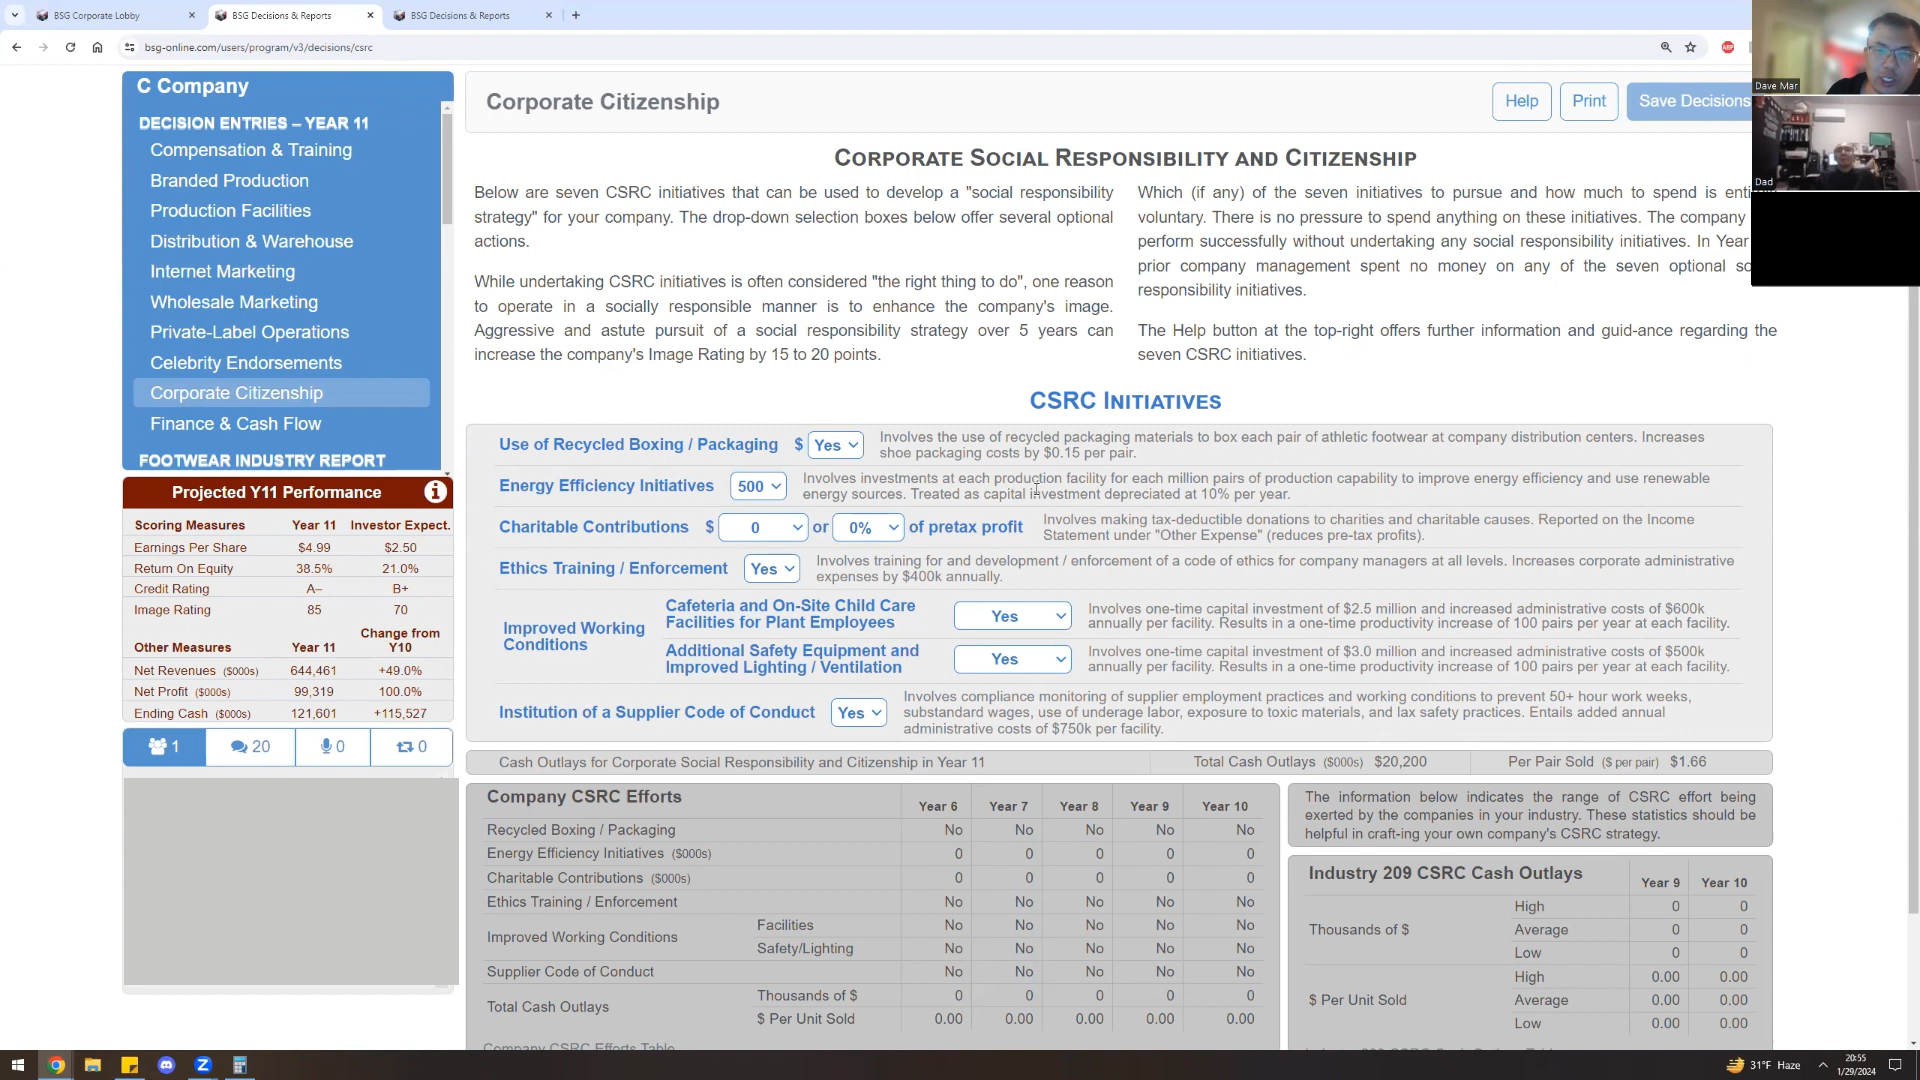 BSG Corporate Lobby
BSG Decisions & Reports
BSG Decisions & Reports
bsg-online.com/users/program/v3/decisions/csrc
ABP
Dave Mar
Dad
C Company
DECISION ENTRIES – YEAR 11
Compensation & Training
Branded Production
Production Facilities
Distribution & Warehouse
Internet Marketing
Wholesale Marketing
Private-Label Operations
Celebrity Endorsements
Corporate Citizenship
Finance & Cash Flow
FOOTWEAR INDUSTRY REPORT
Projected Y11 Performance
Scoring Measures Year 11 Investor Expect.
Earnings Per Share $4.99 $2.50
Return On Equity 38.5% 21.0%
Credit Rating A– B+
Image Rating 85 70
Other Measures Year 11 Change from Y10
Net Revenues ($000s) 644,461 +49.0%
Net Profit ($000s) 99,319 100.0%
Ending Cash ($000s) 121,601 +115,527
1 20 0 0
Corporate Citizenship
Help Print Save Decisions
CORPORATE SOCIAL RESPONSIBILITY AND CITIZENSHIP
Below are seven CSRC initiatives that can be used to develop a "social responsibility
strategy" for your company. The drop-down selection boxes below offer several optional
actions.
While undertaking CSRC initiatives is often considered "the right thing to do", one reason
to operate in a socially responsible manner is to enhance the company's image.
Aggressive and astute pursuit of a social responsibility strategy over 5 years can
increase the company's Image Rating by 15 to 20 points.
Which (if any) of the seven initiatives to pursue and how much to spend is
voluntary. There is no pressure to spend anything on these initiatives. The company
perform successfully without undertaking any social responsibility initiatives. In Year
prior company management spent no money on any of the seven optional
responsibility initiatives.
The Help button at the top-right offers further information and guid-ance regarding the
seven CSRC initiatives.
CSRC INITIATIVES
Use of Recycled Boxing / Packaging $ Yes
Involves the use of recycled packaging materials to box each pair of athletic footwear at company distribution centers. Increases
shoe packaging costs by $0.15 per pair.
Energy Efficiency Initiatives 500
Involves investments at each production facility for each million pairs of production capability to improve energy efficiency and use renewable
energy sources. Treated as capital investment depreciated at 10% per year.
Charitable Contributions $ 0 or 0% of pretax profit
Involves making tax-deductible donations to charities and charitable causes. Reported on the Income
Statement under "Other Expense" (reduces pre-tax profits).
Ethics Training / Enforcement Yes
Involves training for and development / enforcement of a code of ethics for company managers at all levels. Increases corporate administrative
expenses by $400k annually.
Improved Working
Conditions
Cafeteria and On-Site Child Care
Facilities for Plant Employees
Yes
Involves one-time capital investment of $2.5 million and increased administrative costs of $600k
annually per facility. Results in a one-time productivity increase of 100 pairs per year at each facility.
Additional Safety Equipment and
Improved Lighting / Ventilation
Yes
Involves one-time capital investment of $3.0 million and increased administrative costs of $500k
annually per facility. Results in a one-time productivity increase of 100 pairs per year at each facility.
Institution of a Supplier Code of Conduct Yes
Involves compliance monitoring of supplier employment practices and working conditions to prevent 50+ hour work weeks,
substandard wages, use of underage labor, exposure to toxic materials, and lax safety practices. Entails added annual
administrative costs of $750k per facility.
Cash Outlays for Corporate Social Responsibility and Citizenship in Year 11 Total Cash Outlays ($000s) $20,200 Per Pair Sold ($ per pair) $1.66
Company CSRC Efforts Year 6 Year 7 Year 8 Year 9 Year 10
Recycled Boxing / Packaging No No No No No
Energy Efficiency Initiatives ($000s) 0 0 0 0 0
Charitable Contributions ($000s) 0 0 0 0 0
Ethics Training / Enforcement No No No No No
Improved Working Conditions
Facilities No No No No No
Safety/Lighting No No No No No
Supplier Code of Conduct No No No No No
Total Cash Outlays
Thousands of $ 0 0 0 0 0
$ Per Unit Sold 0.00 0.00 0.00 0.00 0.00
Company CSRC Efforts Table
The information below indicates the range of CSRC effort being
exerted by the companies in your industry. These statistics should be
helpful in craft-ing your own company's CSRC strategy.
Industry 209 CSRC Cash Outlays Year 9 Year 10
Thousands of $
High 0 0
Average 0 0
Low 0 0
$ Per Unit Sold
High 0.00 0.00
Average 0.00 0.00
Low 0.00 0.00
31°F Haze
20:55
1/29/2024